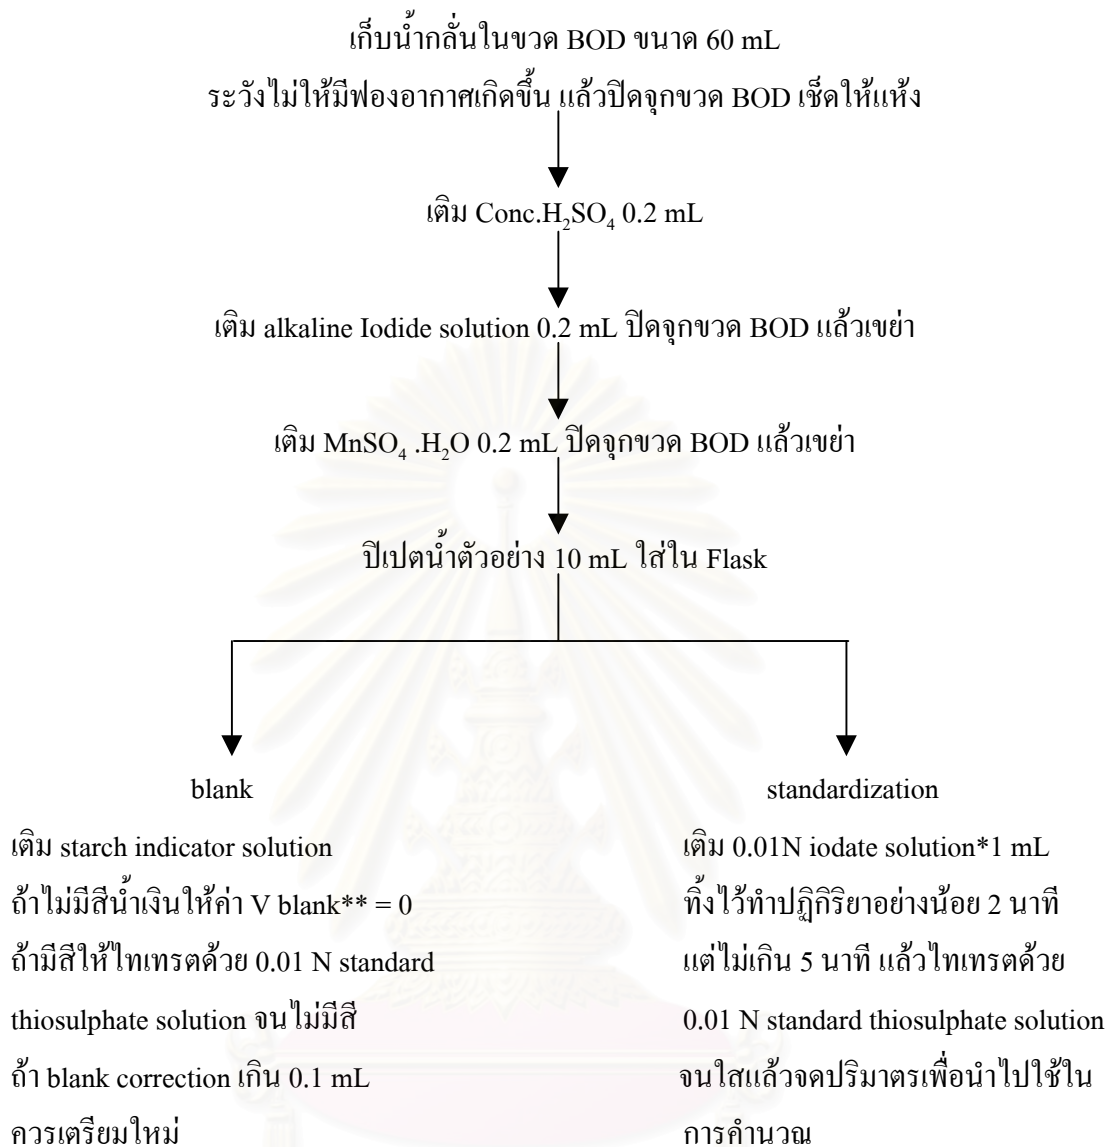 เก็บน้ำกลั่นในขวด BOD ขนาด 60 mL
ระวังไม่ให้มีฟองอากาศเกิดขึ้น แล้วปิดจุกขวด BOD เช็ดให้แห้ง
เติม Conc.H₂SO₄ 0.2 mL
เติม alkaline Iodide solution 0.2 mL ปิดจุกขวด BOD แล้วเขย่า
เติม MnSO₄ .H₂O 0.2 mL ปิดจุกขวด BOD แล้วเขย่า
ปิเปตน้ำตัวอย่าง 10 mL ใส่ใน Flask
blank
เติม starch indicator solution
ถ้าไม่มีสีน้ำเงินให้ค่า V blank** = 0
ถ้ามีสีให้ไทเทรตด้วย 0.01 N standard
thiosulphate solution จนไม่มีสี
ถ้า blank correction เกิน 0.1 mL
ควรเตรียมใหม่
standardization
เติม 0.01N iodate solution*1 mL
ทิ้งไว้ทำปฏิกิริยาอย่างน้อย 2 นาที
แต่ไม่เกิน 5 นาที แล้วไทเทรตด้วย
0.01 N standard thiosulphate solution
จนใสแล้วจดปริมาตรเพื่อนำไปใช้ใน
การคำนวณ